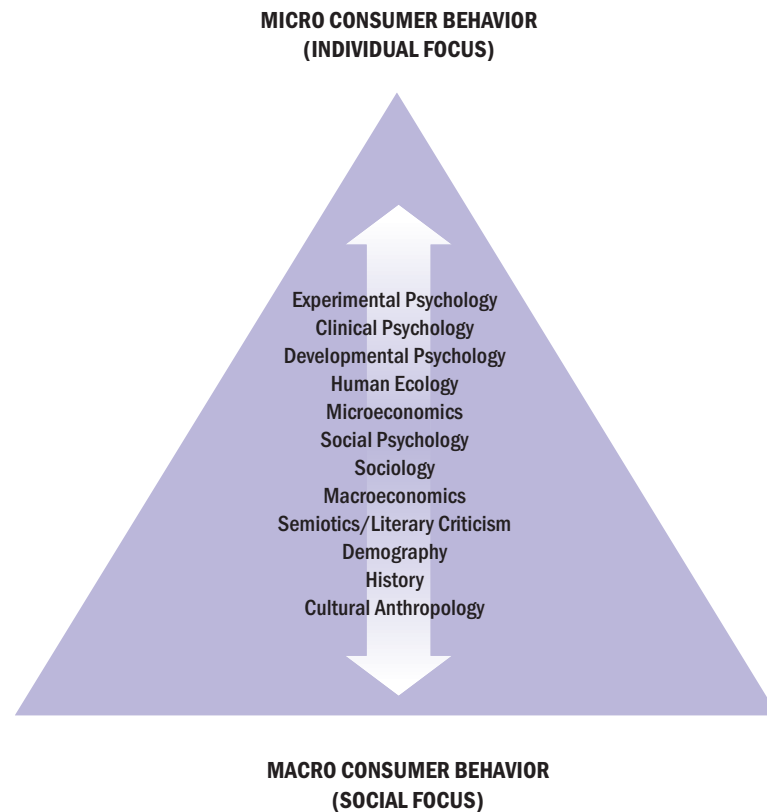 MICRO CONSUMER BEHAVIOR
(INDIVIDUAL FOCUS)
Experimental Psychology
Clinical Psychology
Developmental Psychology
Human Ecology
Microeconomics
Social Psychology
Sociology
Macroeconomics
Semiotics/Literary Criticism
Demography
History
Cultural Anthropology
MACRO CONSUMER BEHAVIOR
(SOCIAL FOCUS)